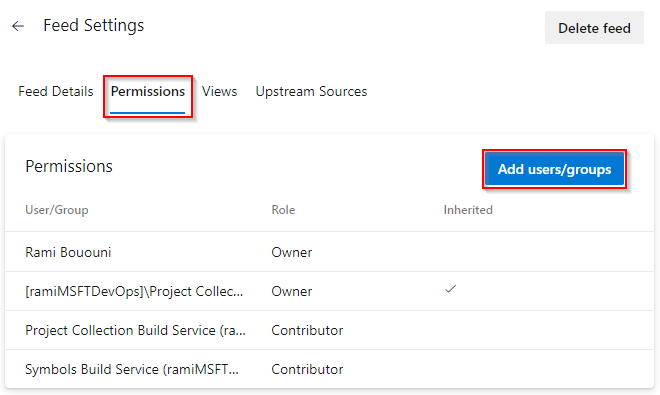 Feed Settings
Delete feed
Feed Details Permissions Views Upstream Sources
Permissions
Add users/groups
User/Group Role Inherited
Rami Bououni Owner
[ramiMSFTDevOps]\Project Collec... Owner
Project Collection Build Service (ra... Contributor
Symbols Build Service (ramiMSFT... Contributor